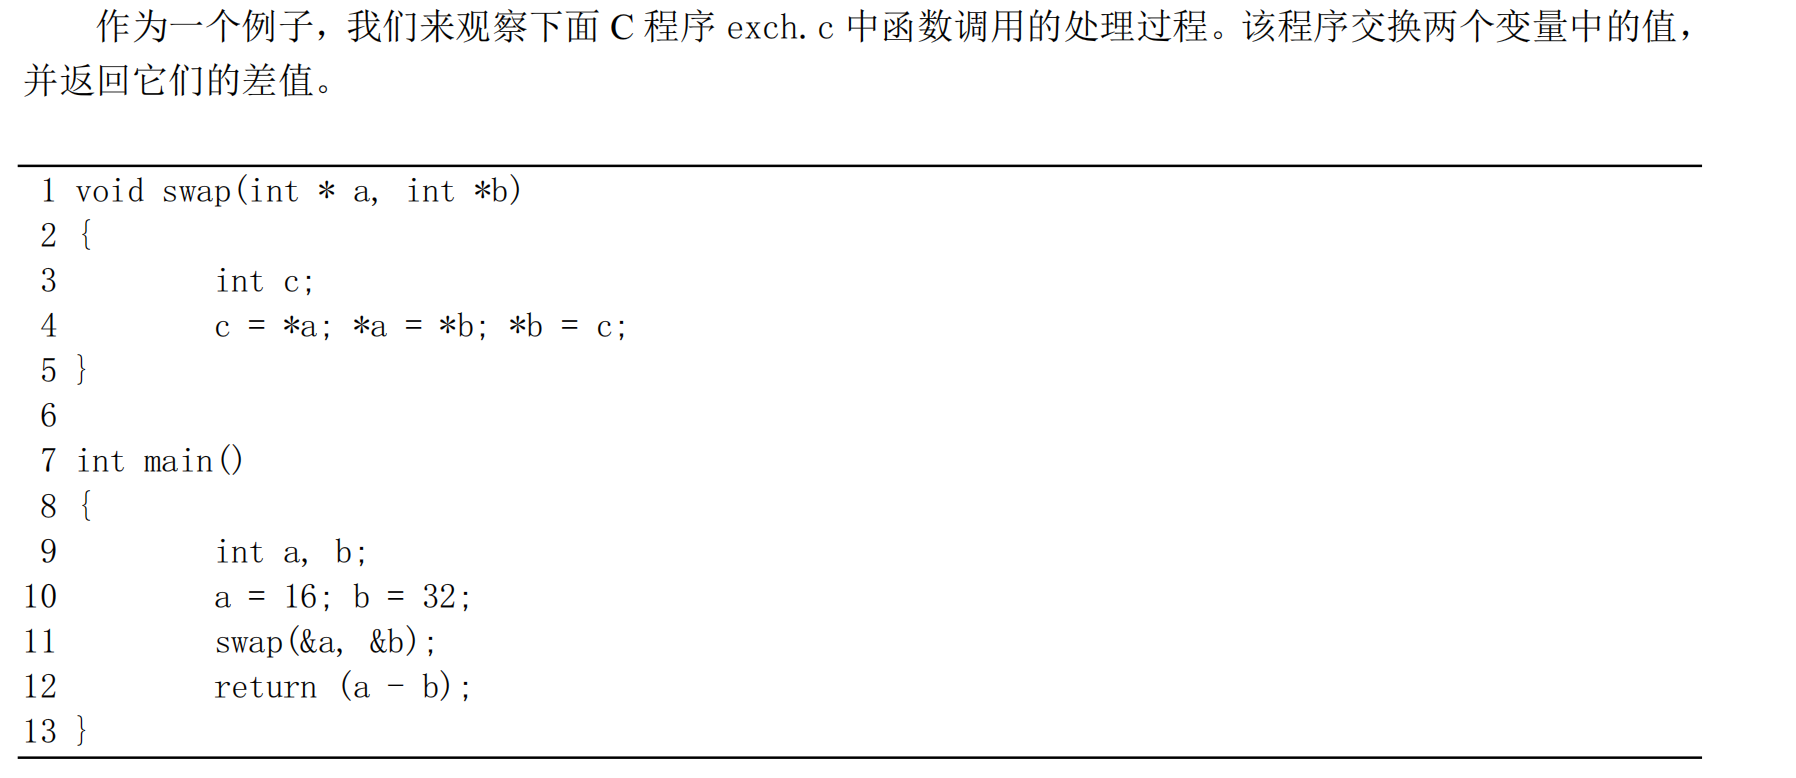 作为一个例子，我们来观察下面 C 程序 exch.c 中函数调用的处理过程。该程序交换两个变量中的值，
并返回它们的差值。
1 void swap(int * a, int *b)
2 {
3         int c;
4         c = *a; *a = *b; *b = c;
5 }
6
7 int main()
8 {
9         int a, b;
10         a = 16; b = 32;
11         swap(&a, &b);
12         return (a - b);
13 }